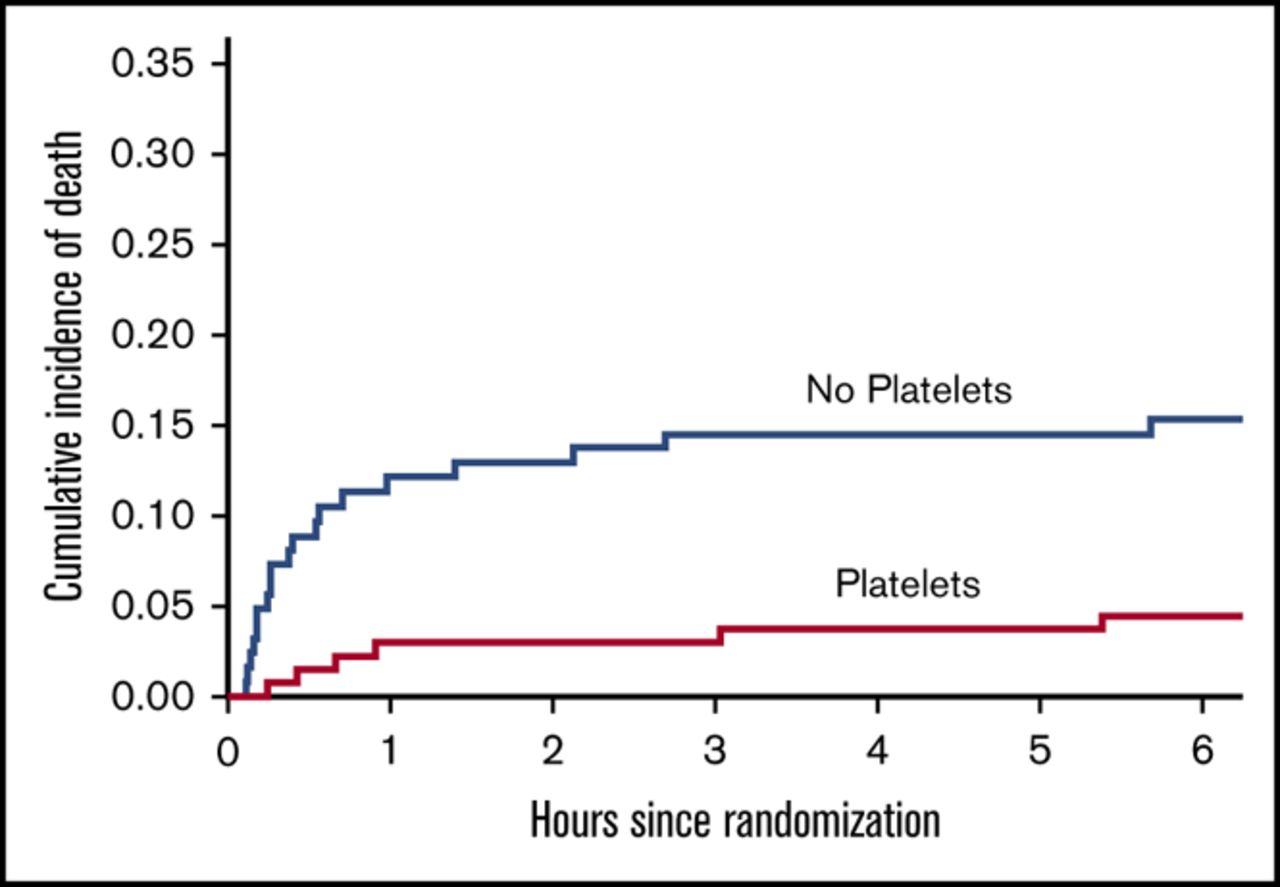 Cumulative incidence of death
0.35
0.30
0.25
0.20
0.15
0.10
0.05
0.00
No Platelets
Platelets
0 1 2 3 4 5 6
Hours since randomization